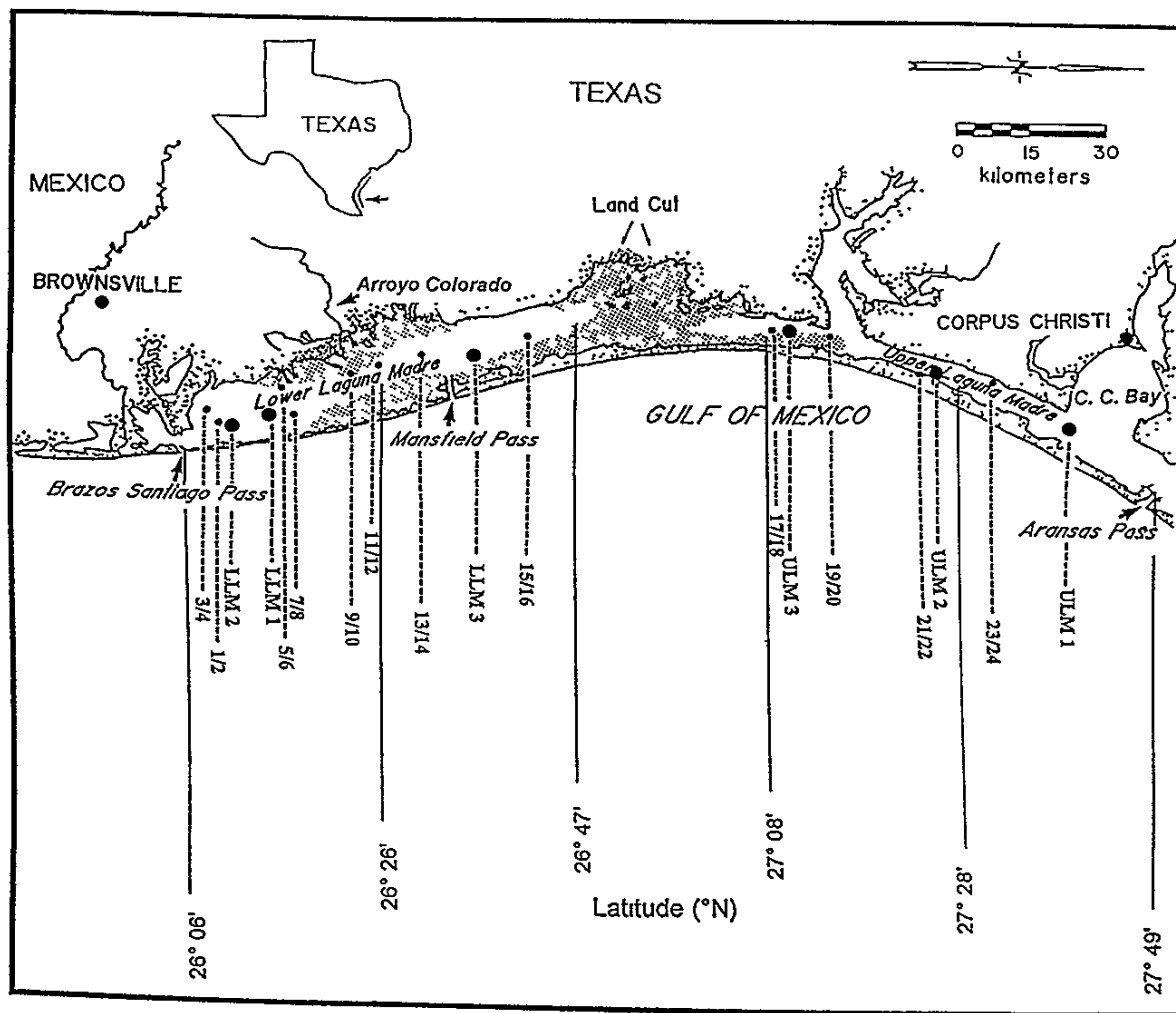 TEXAS
TEXAS
N
0 15 30
kilometers
MEXICO
Land Cut
BROWNSVILLE
Arroyo Colorado
CORPUS CHRISTI
Lower Laguna Madre
Upper Laguna Madre
C. C. Bay
GULF OF MEXICO
Mansfield Pass
Brazos Santiago Pass
Aransas Pass
3/4
1/2
LLM 2
LLM 1
5/6
7/8
9/10
11/12
13/14
LLM 3
15/16
17/18
ULM 3
19/20
21/22
ULM 2
23/24
ULM 1
26° 06'
26° 26'
26° 47'
27° 08'
27° 28'
27° 49'
Latitude (°N)